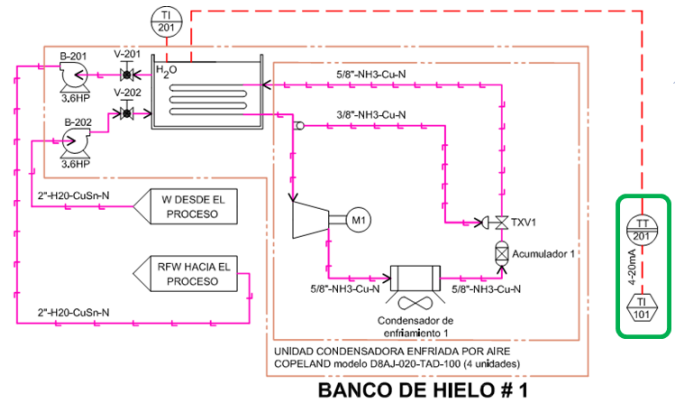 TI
201
B-201
V-201
H2O
3.6HP
V-202
B-202
3.6HP
5/8"-NH3-Cu-N
3/8"-NH3-Cu-N
2"-H20-CuSn-N
W DESDE EL
PROCESO
M1
TXV1
TT
201
4-20mA
TI
101
RFW HACIA EL
PROCESO
Acumulador 1
5/8"-NH3-Cu-N
5/8"-NH3-Cu-N
2"-H20-CuSn-N
Condensador de
enfriamiento 1
UNIDAD CONDENSADORA ENFRIADA POR AIRE
COPELAND modelo D8AJ-020-TAD-100 (4 unidades)
BANCO DE HIELO # 1